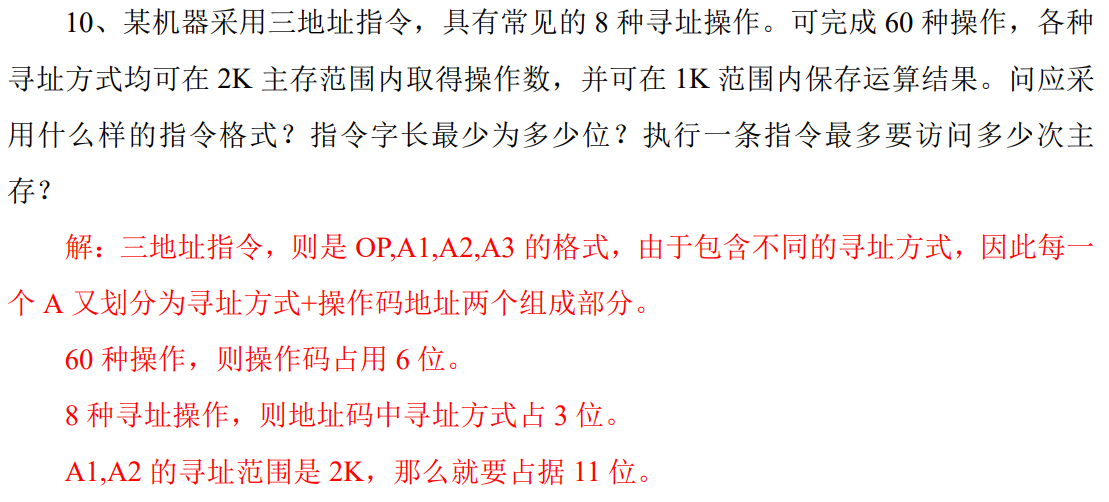 10、某机器采用三地址指令，具有常见的 8 种寻址操作。可完成 60 种操作，各种
寻址方式均可在 2K 主存范围内取得操作数，并可在 1K 范围内保存运算结果。问应采
用什么样的指令格式？指令字长最少为多少位？执行一条指令最多要访问多少次主
存？
解：三地址指令，则是 OP,A1,A2,A3 的格式，由于包含不同的寻址方式，因此每一
个 A 又划分为寻址方式+操作码地址两个组成部分。
60 种操作，则操作码占用 6 位。
8 种寻址操作，则地址码中寻址方式占 3 位。
A1,A2 的寻址范围是 2K，那么就要占据 11 位。